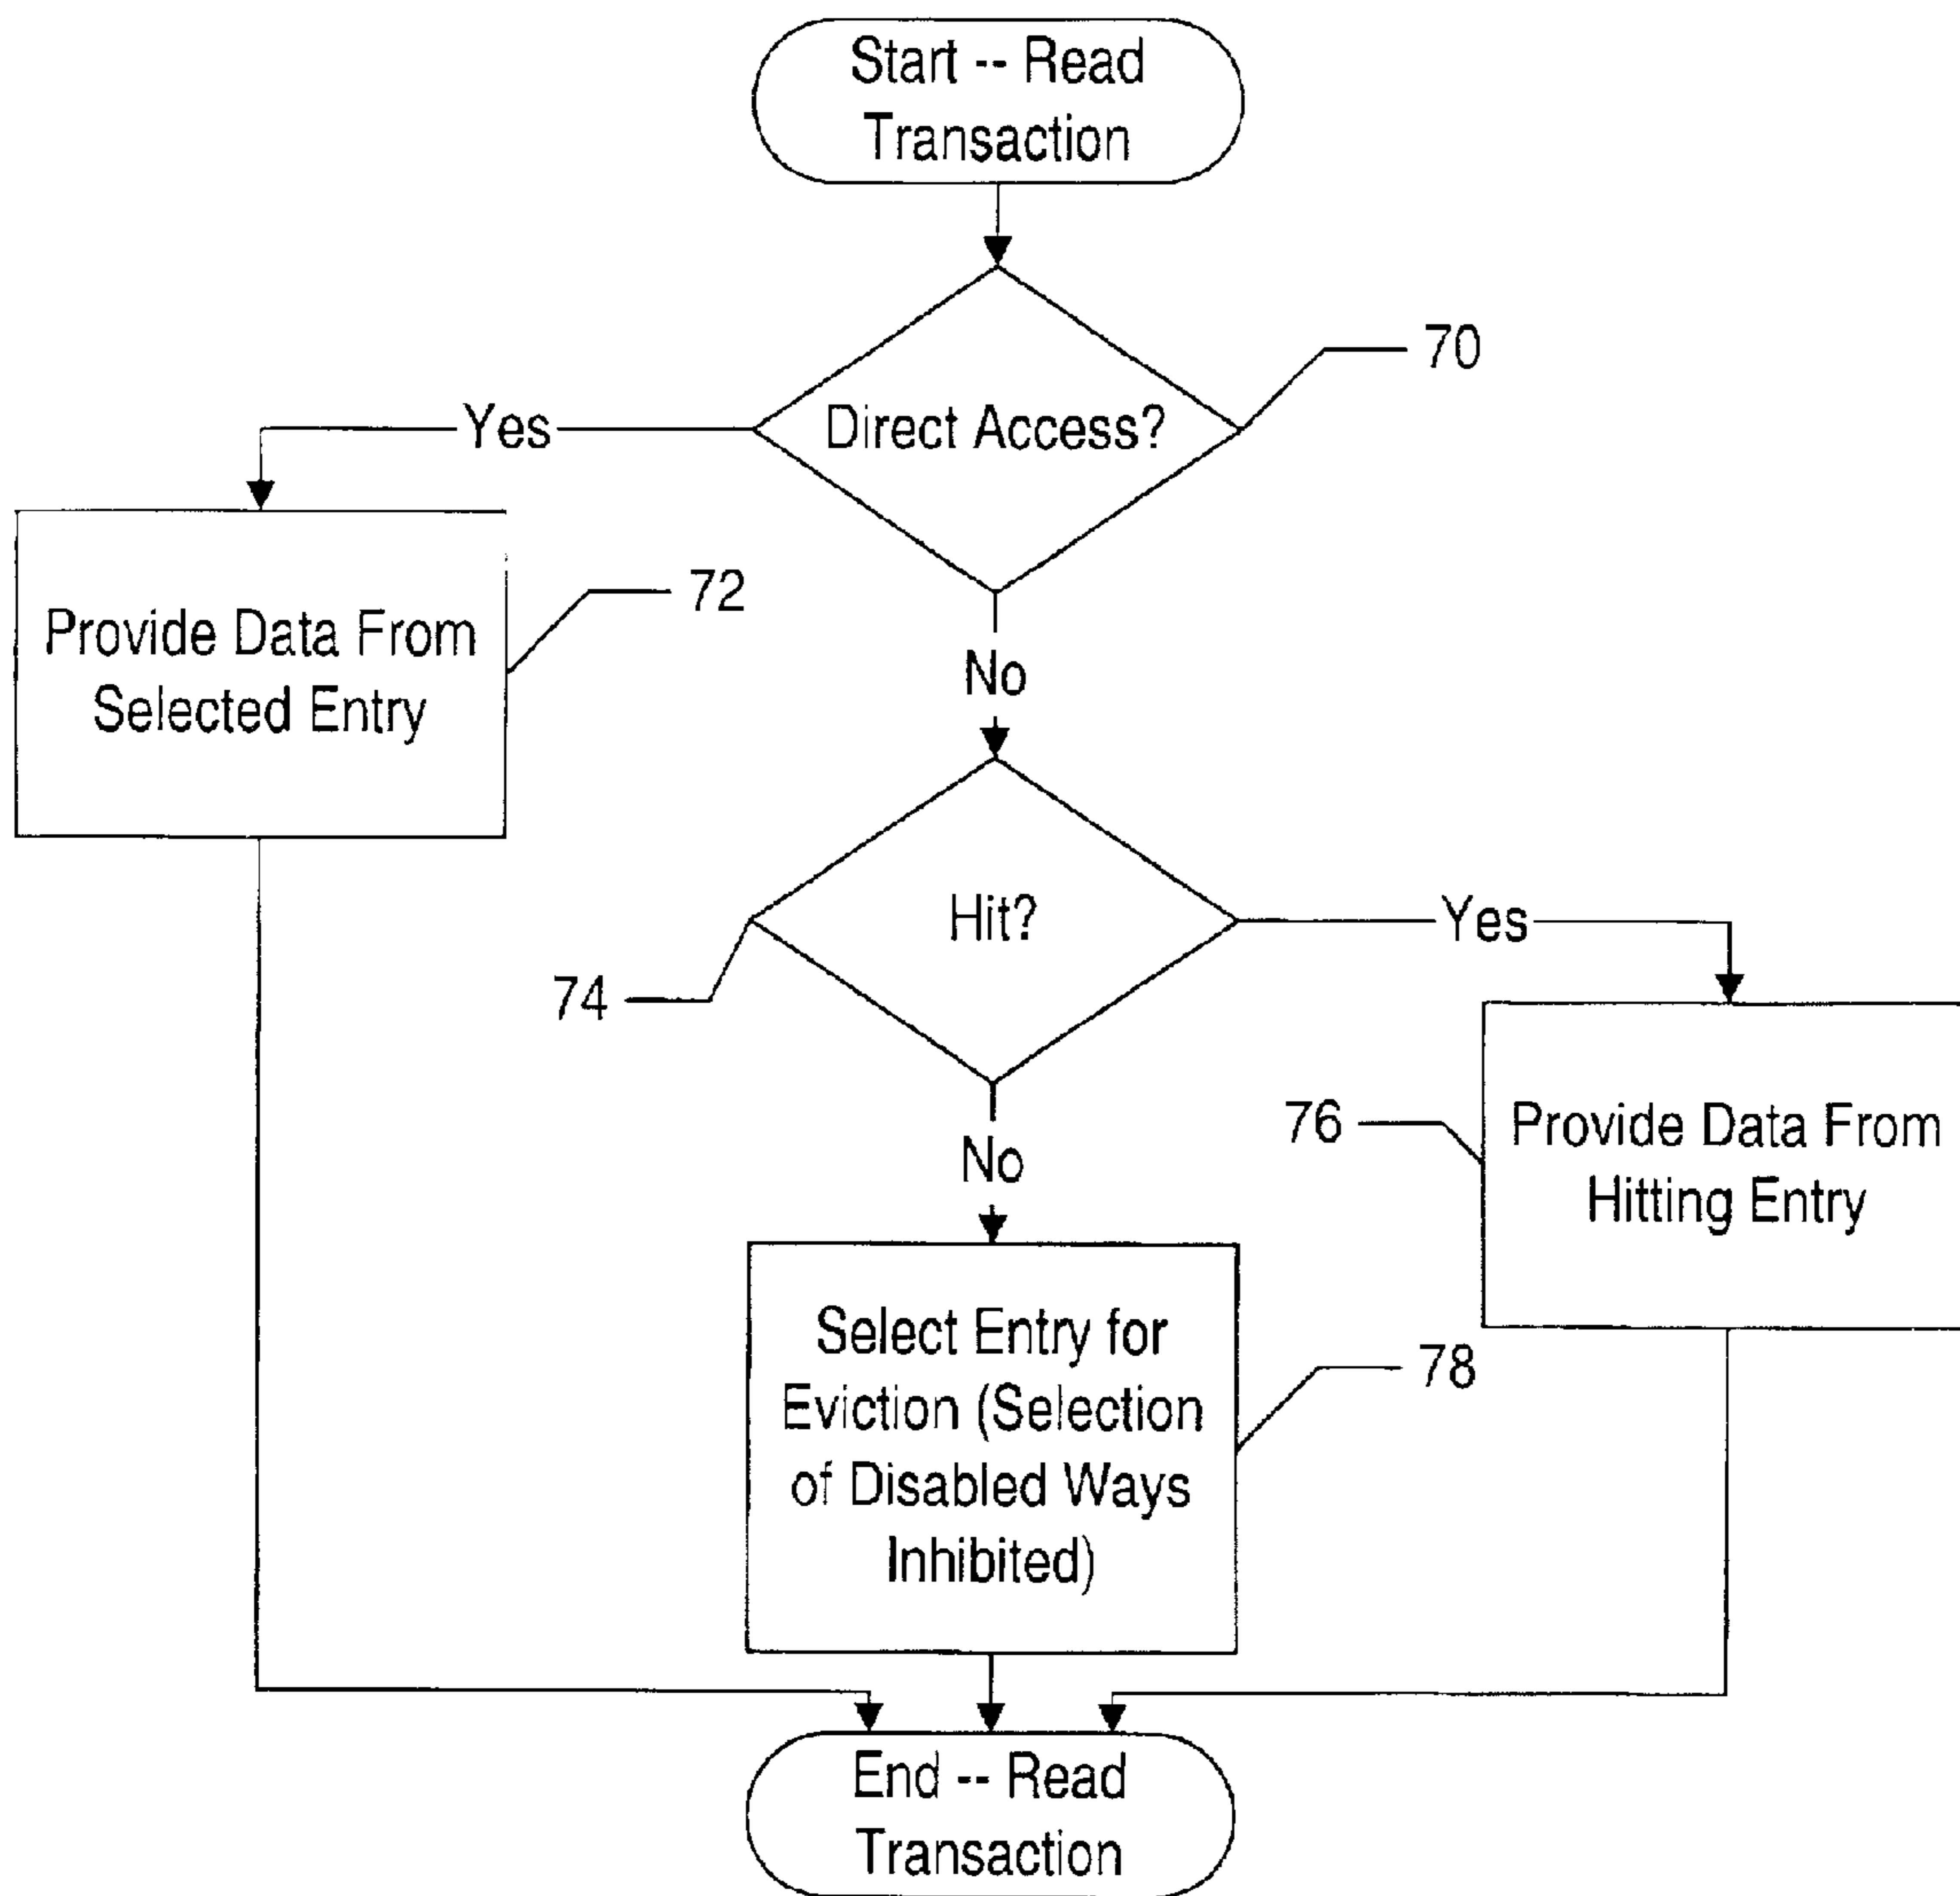 Start -- Read
Transaction
Direct Access?
70
Yes
Provide Data From
Selected Entry
72
No
Hit?
74
Yes
76
Provide Data From
Hitting Entry
No
Select Entry for
Eviction (Selection
of Disabled Ways
Inhibited)
78
End -- Read
Transaction